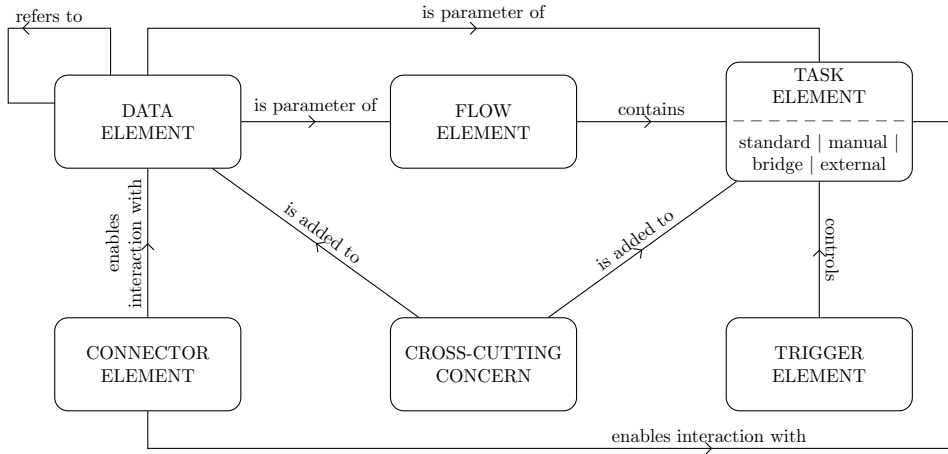 refers to
is parameter of
DATA
ELEMENT
is parameter of
FLOW
ELEMENT
contains
TASK
ELEMENT
standard | manual |
bridge | external
enables
interaction with
is added to
is added to
controls
CONNECTOR
ELEMENT
CROSS-CUTTING
CONCERN
TRIGGER
ELEMENT
enables interaction with